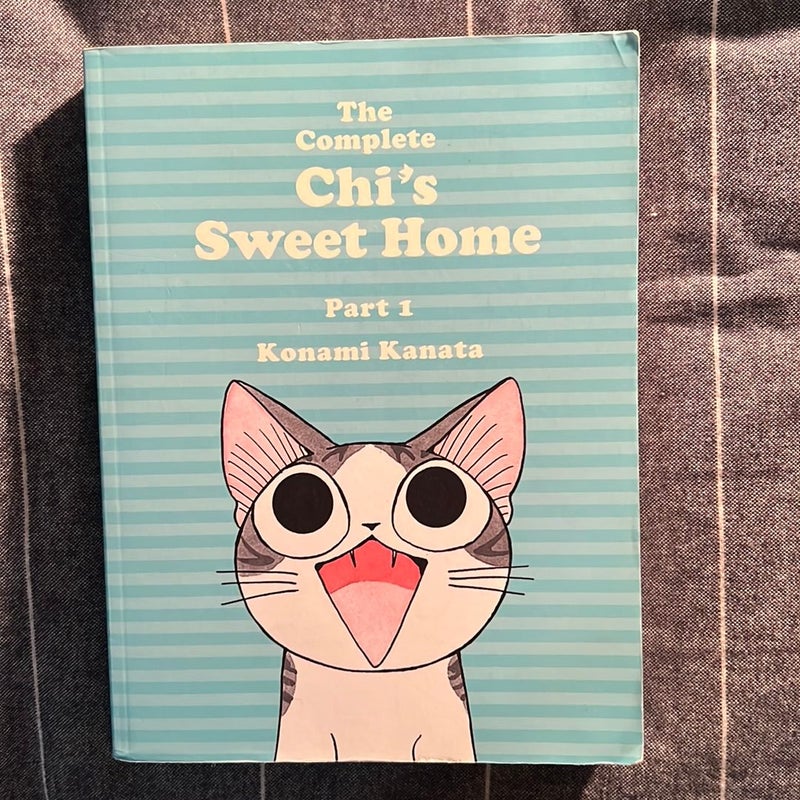 The
Complete
Chi's
Sweet Home
Part 1
Konami Kanata